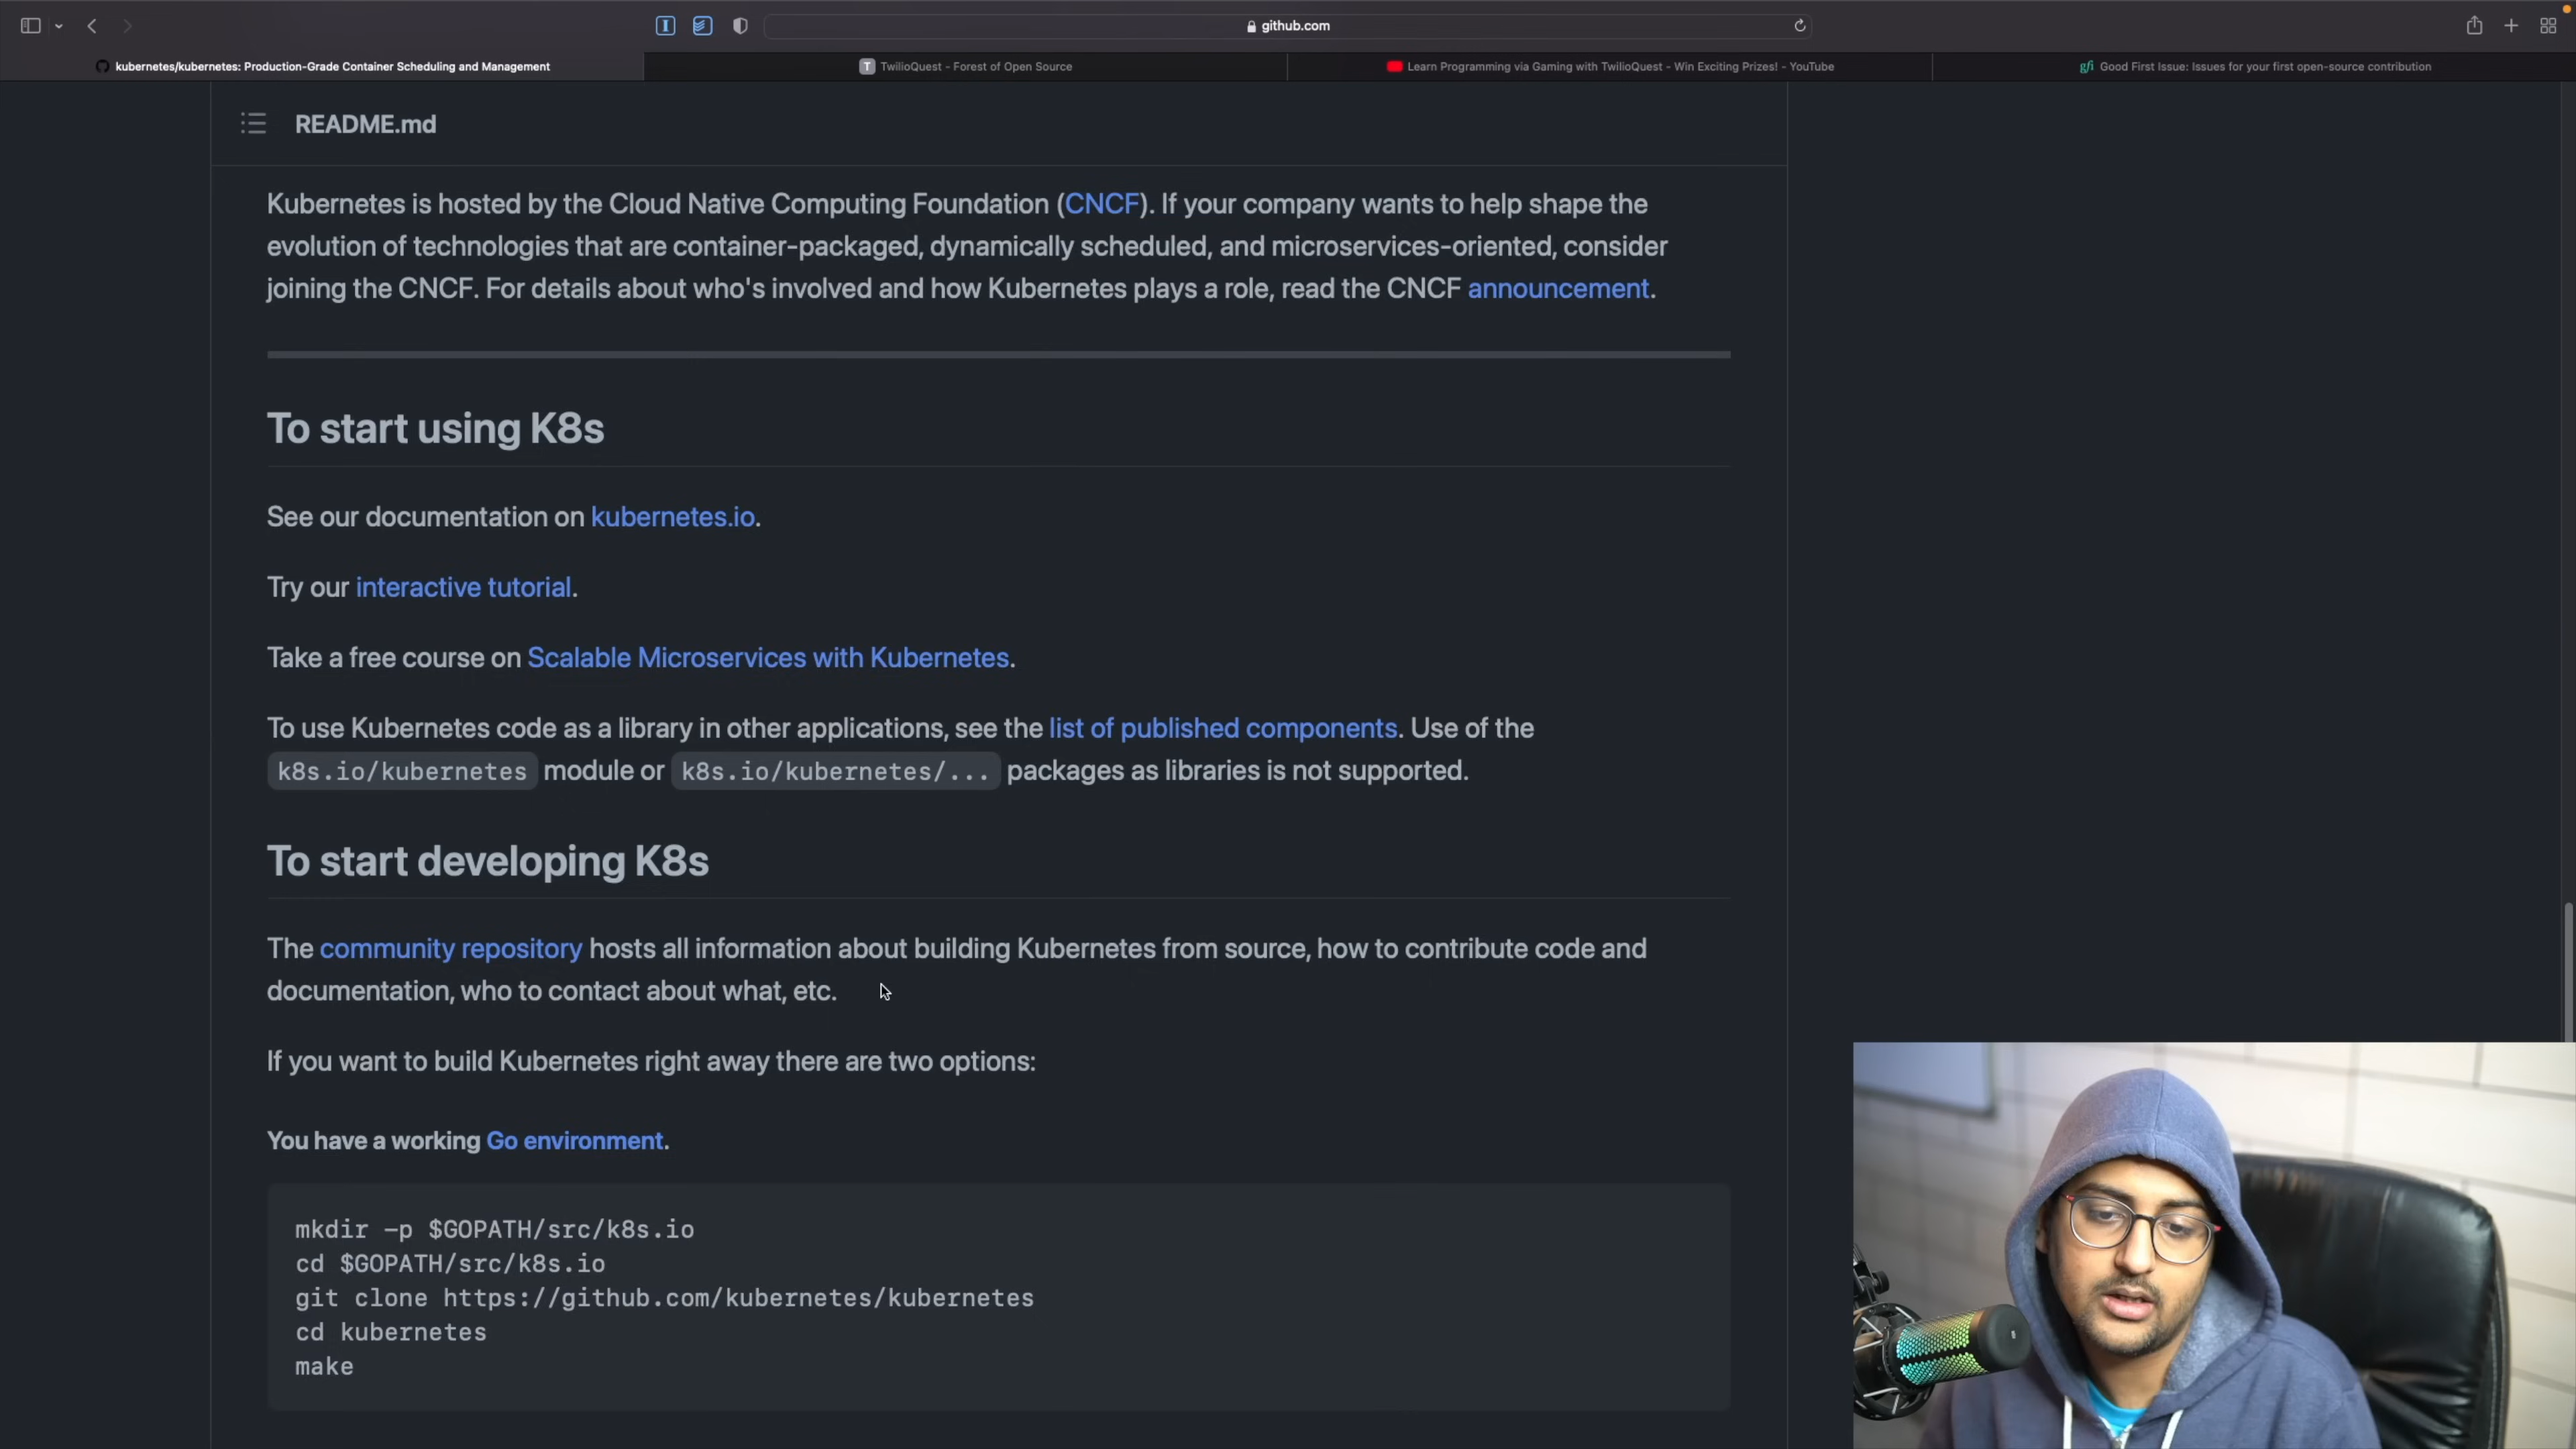 github.com
kubernetes/kubernetes: Production-Grade Container Scheduling and Management
T TwilioQuest - Forest of Open Source
Learn Programming via Gaming with TwilioQuest - Win Exciting Prizes! - YouTube
gfi Good First Issue: Issues for your first open-source contribution
README.md
Kubernetes is hosted by the Cloud Native Computing Foundation (CNCF). If your company wants to help shape the
evolution of technologies that are container-packaged, dynamically scheduled, and microservices-oriented, consider
joining the CNCF. For details about who's involved and how Kubernetes plays a role, read the CNCF announcement.
To start using K8s
See our documentation on kubernetes.io.
Try our interactive tutorial.
Take a free course on Scalable Microservices with Kubernetes.
To use Kubernetes code as a library in other applications, see the list of published components. Use of the
k8s.io/kubernetes module or k8s.io/kubernetes/... packages as libraries is not supported.
To start developing K8s
The community repository hosts all information about building Kubernetes from source, how to contribute code and
documentation, who to contact about what, etc.
If you want to build Kubernetes right away there are two options:
You have a working Go environment.
mkdir -p $GOPATH/src/k8s.io
cd $GOPATH/src/k8s.io
git clone https://github.com/kubernetes/kubernetes
cd kubernetes
make